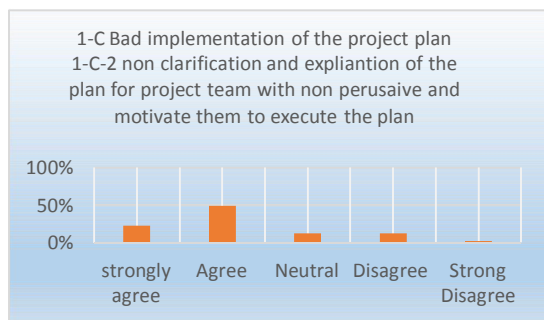 1-C Bad implementation of the project plan
1-C-2 non clarification and expliantion of the
plan for project team with non perusaive and
motivate them to execute the plan
100%
50%
0%
strongly agree
Agree
Neutral
Disagree
Strong Disagree